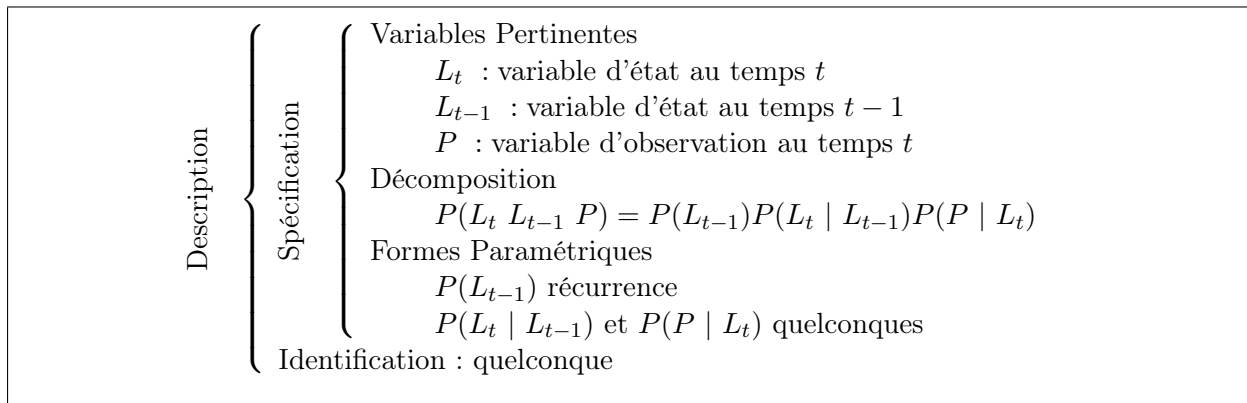 Description
Spécification
Variables Pertinentes
L_t : variable d'état au temps t
L_{t−1} : variable d'état au temps t − 1
P : variable d'observation au temps t
Décomposition
P(L_t L_{t−1} P) = P(L_{t−1})P(L_t | L_{t−1})P(P | L_t)
Formes Paramétriques
P(L_{t−1}) récurrence
P(L_t | L_{t−1}) et P(P | L_t) quelconques
Identification : quelconque